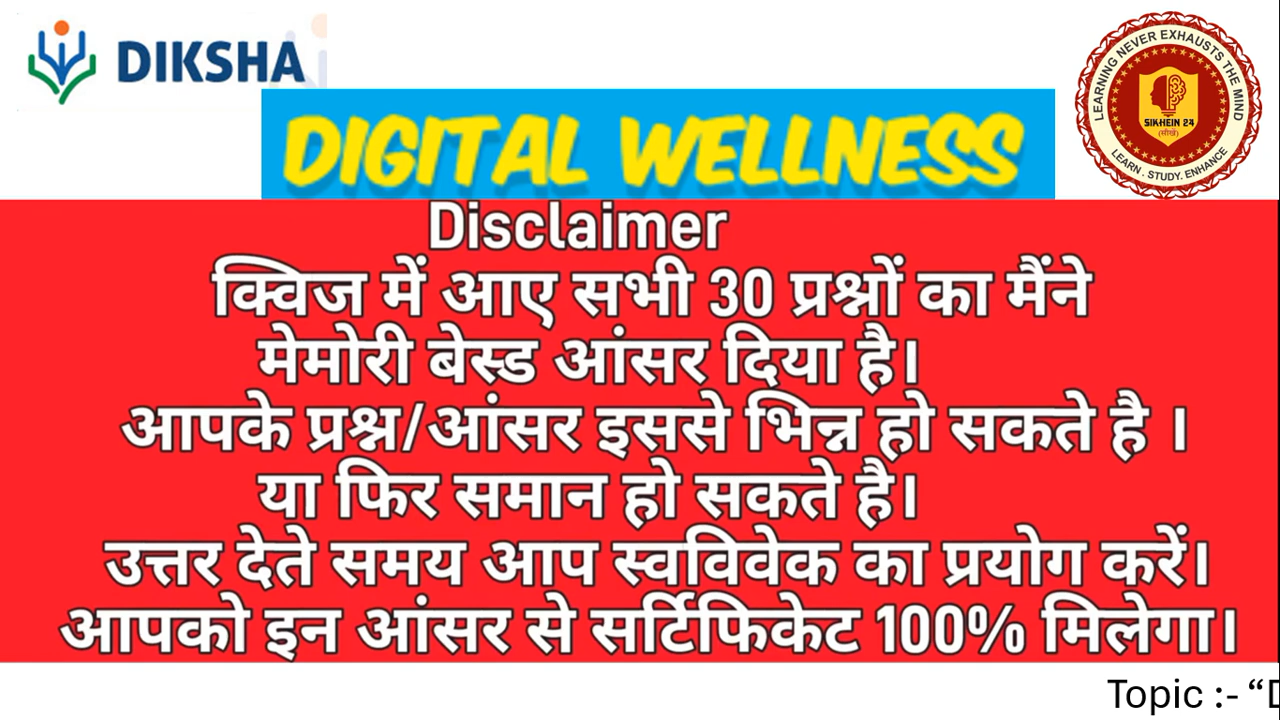 DIKSHA
LEARNING NEVER EXHAUSTS THE MIND
SIKHEIN 24
(सीखें)
LEARN . STUDY. ENHANCE
DIGITAL WELLNESS
Disclaimer
क्विज में आए सभी 30 प्रश्नों का मैंने
मेमोरी बेस्ड आंसर दिया है।
आपके प्रश्न/आंसर इससे भिन्न हो सकते है ।
या फिर समान हो सकते है।
उत्तर देते समय आप स्वविवेक का प्रयोग करें।
आपको इन आंसर से सर्टिफिकेट 100% मिलेगा।
Topic :- “D